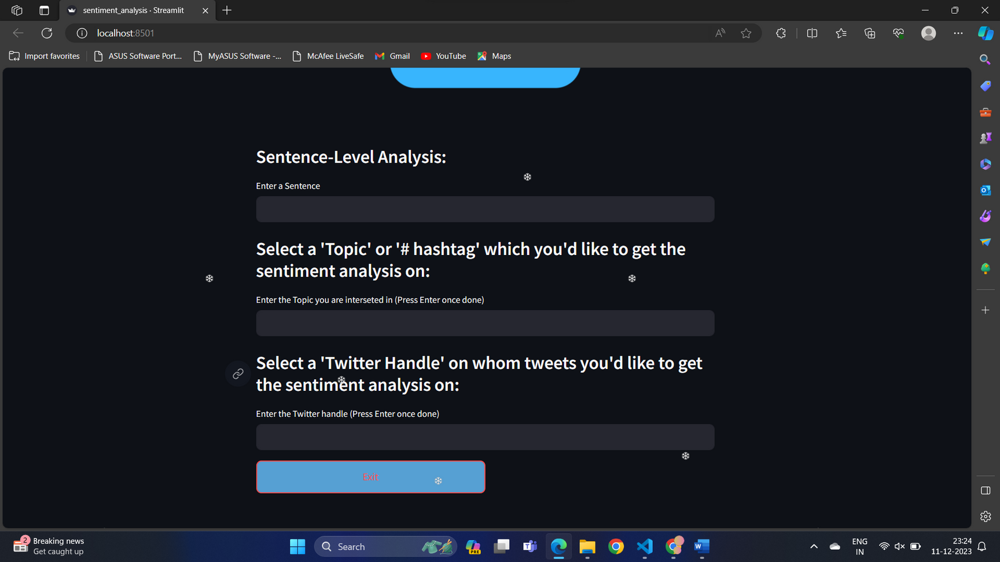 sentiment_analysis · Streamlit
localhost:8501
Import favorites
ASUS Software Port...
MyASUS Software -...
McAfee LiveSafe
Gmail
YouTube
Maps
Sentence-Level Analysis:
Enter a Sentence
Select a 'Topic' or '# hashtag' which you'd like to get the
sentiment analysis on:
Enter the Topic you are interseted in (Press Enter once done)
Select a 'Twitter Handle' on whom tweets you'd like to get
the sentiment analysis on:
Enter the Twitter handle (Press Enter once done)
Exit
2
Breaking news
Get caught up
Search
PRE
ENG
IN
23:24
11-12-2023